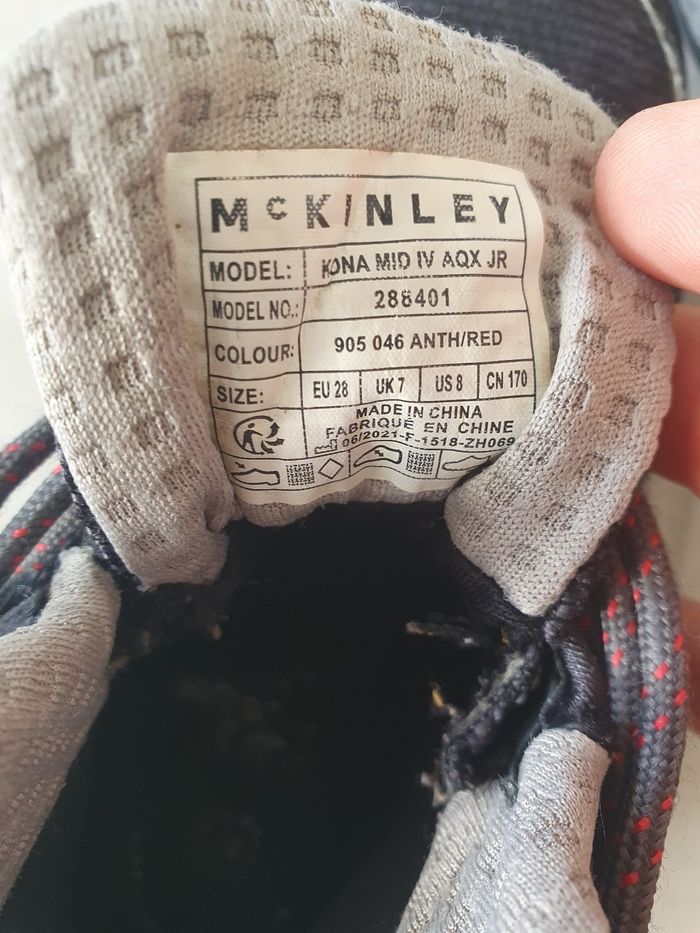 McKINLEY
MODEL: KONA MID IV AQX JR
MODEL NO.: 288401
COLOUR: 905 046 ANTH/RED
SIZE: EU 28 UK 7 US 8 CN 170
MADE IN CHINA
FABRIQUÉ EN CHINE
06/2021-F-1518-ZH069